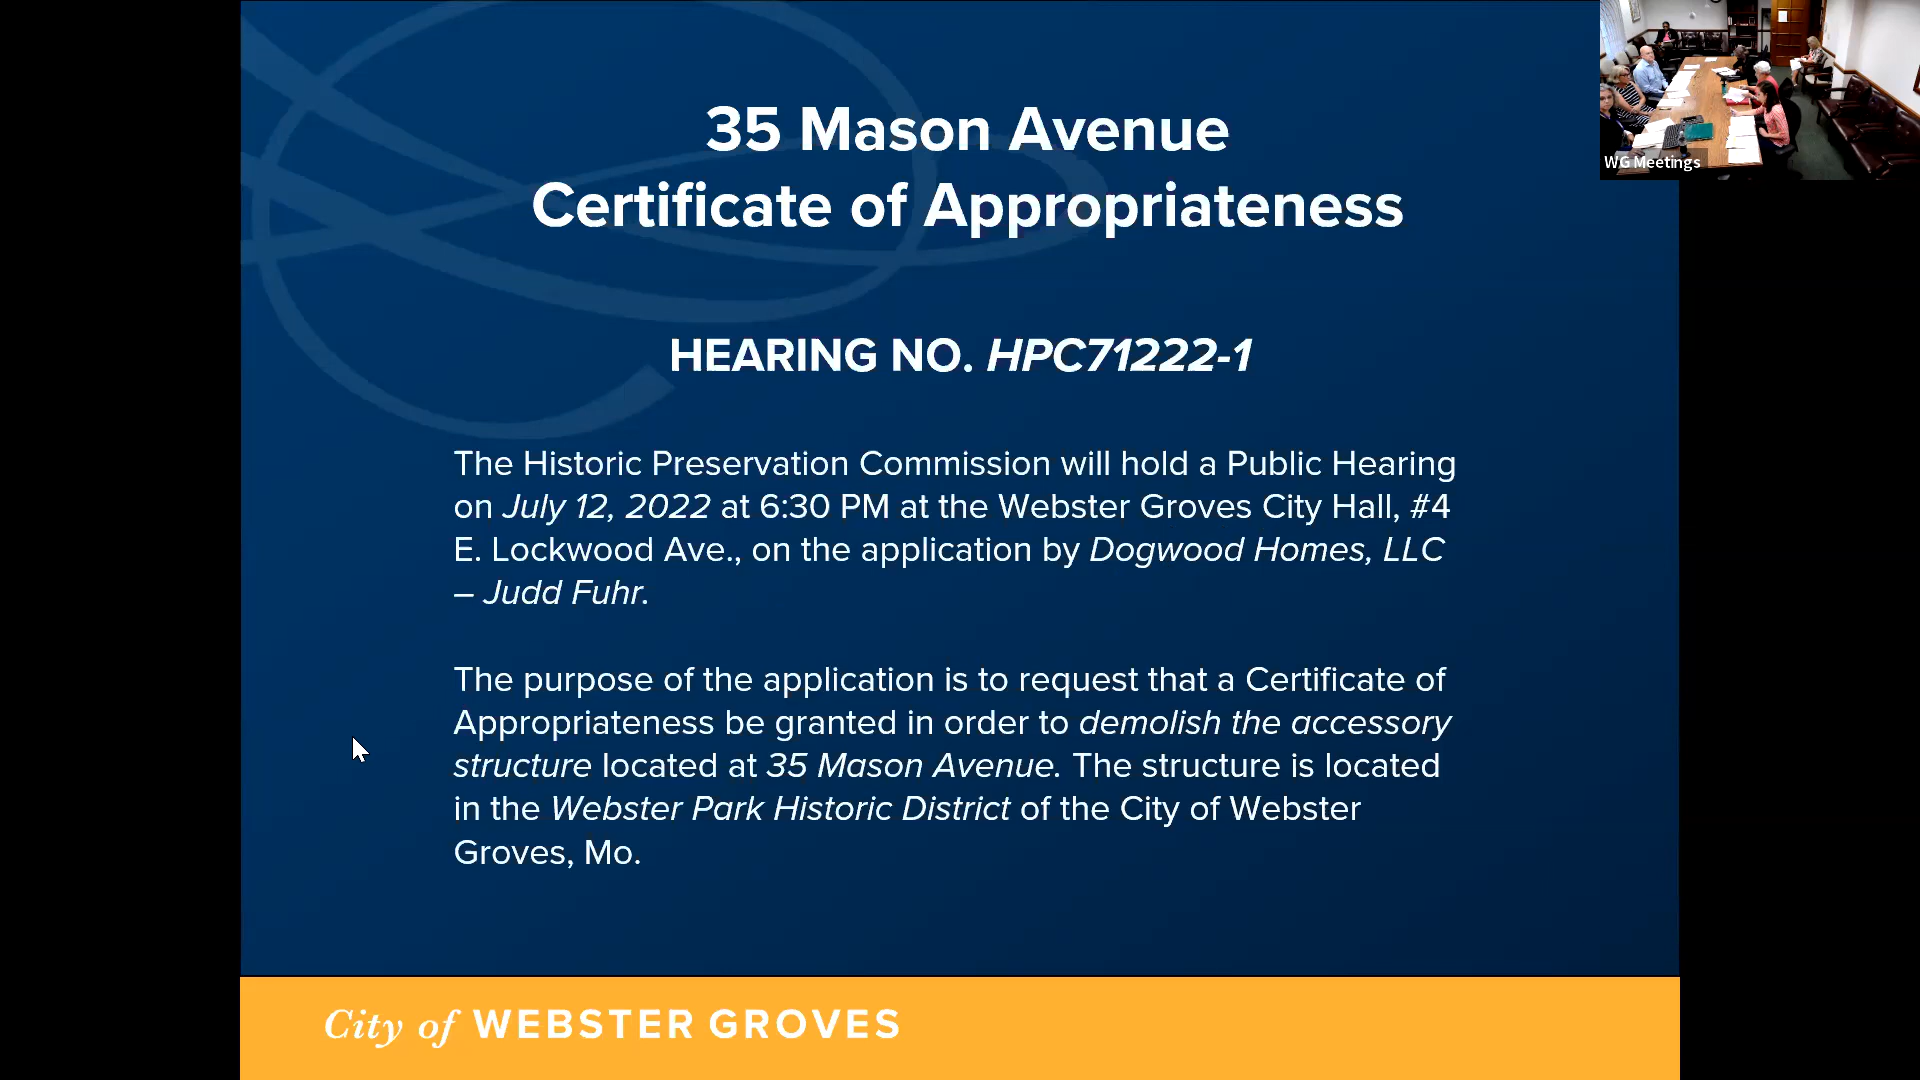 35 Mason Avenue
Certificate of Appropriateness
HEARING NO. HPC71222-1
The Historic Preservation Commission will hold a Public Hearing
on July 12, 2022 at 6:30 PM at the Webster Groves City Hall, #4
E. Lockwood Ave., on the application by Dogwood Homes, LLC
– Judd Fuhr.
The purpose of the application is to request that a Certificate of
Appropriateness be granted in order to demolish the accessory
structure located at 35 Mason Avenue. The structure is located
in the Webster Park Historic District of the City of Webster
Groves, Mo.
City of WEBSTER GROVES
WG Meetings